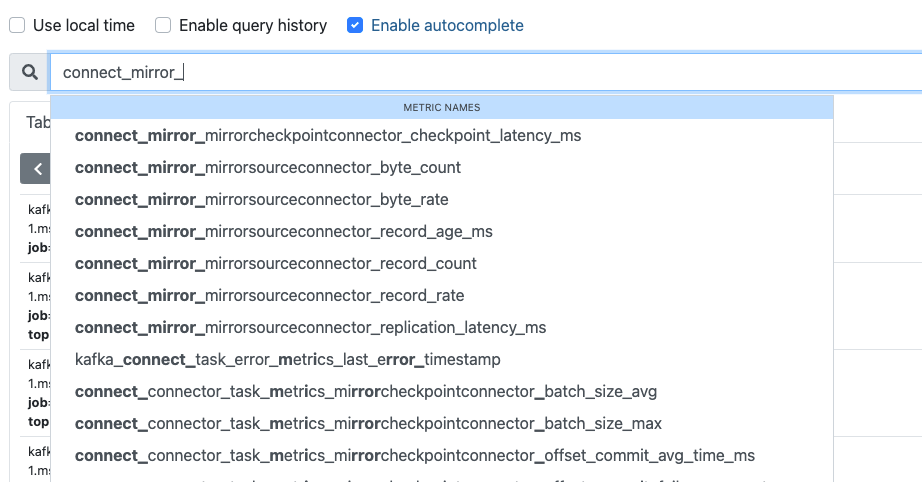 Use local time Enable query history Enable autocomplete
connect_mirror_
METRIC NAMES
Tab
connect_mirror_mirrorcheckpointconnector_checkpoint_latency_ms
connect_mirror_mirrorsourceconnector_byte_count
connect_mirror_mirrorsourceconnector_byte_rate
kafk
connect_mirror_mirrorsourceconnector_record_age_ms
1.ms
job=
connect_mirror_mirrorsourceconnector_record_count
kafk
connect_mirror_mirrorsourceconnector_record_rate
1.ms
job=
connect_mirror_mirrorsourceconnector_replication_latency_ms
top
kafka_connect_task_error_metrics_last_error_timestamp
kafk
1.ms
connect_connector_task_metrics_mirrorcheckpointconnector_batch_size_avg
job=
connect_connector_task_metrics_mirrorcheckpointconnector_batch_size_max
top
connect_connector_task_metrics_mirrorcheckpointconnector_offset_commit_avg_time_ms
kafk
1.ms